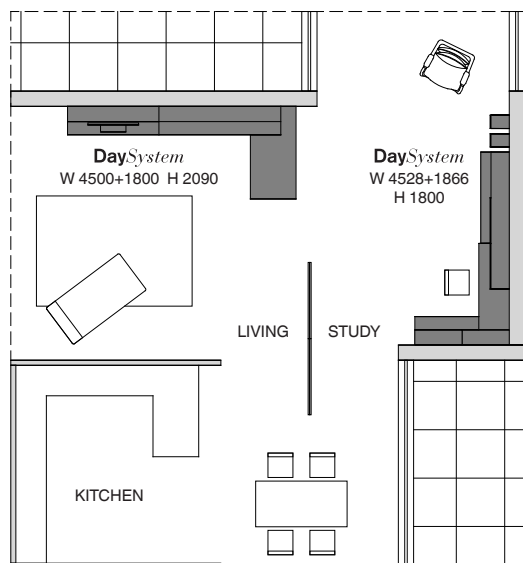 DaySystem
W 4500+1800 H 2090
DaySystem
W 4528+1866
H 1800
LIVING
STUDY
KITCHEN